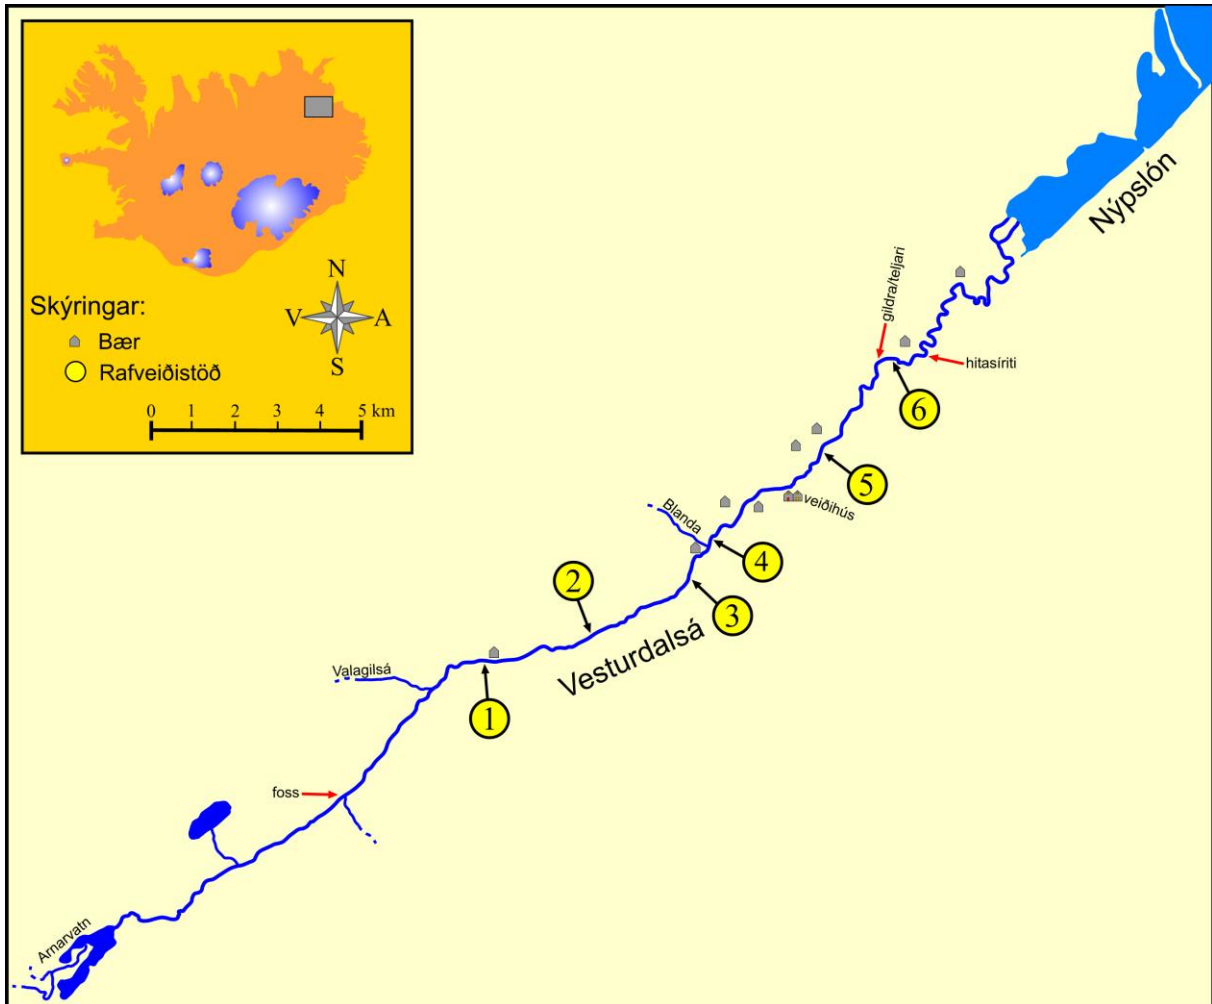 N
V A
S
Skýringar:
Bær
Rafveiðistöð
0 1 2 3 4 5 km
Nýpslón
gildra/teljari
hitasíriti
6
5
veiðihús
Blanda
4
2
3
Vesturdalsá
Valagilsá
1
foss
Arnarvatn